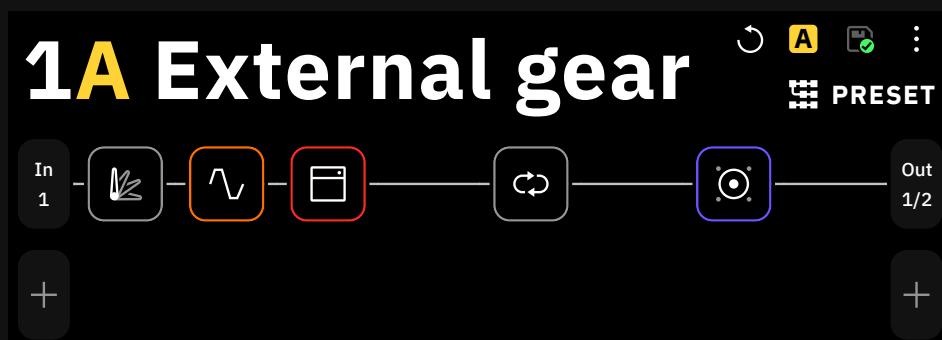 1A External gear
A
PRESET
In
1
Out
1/2